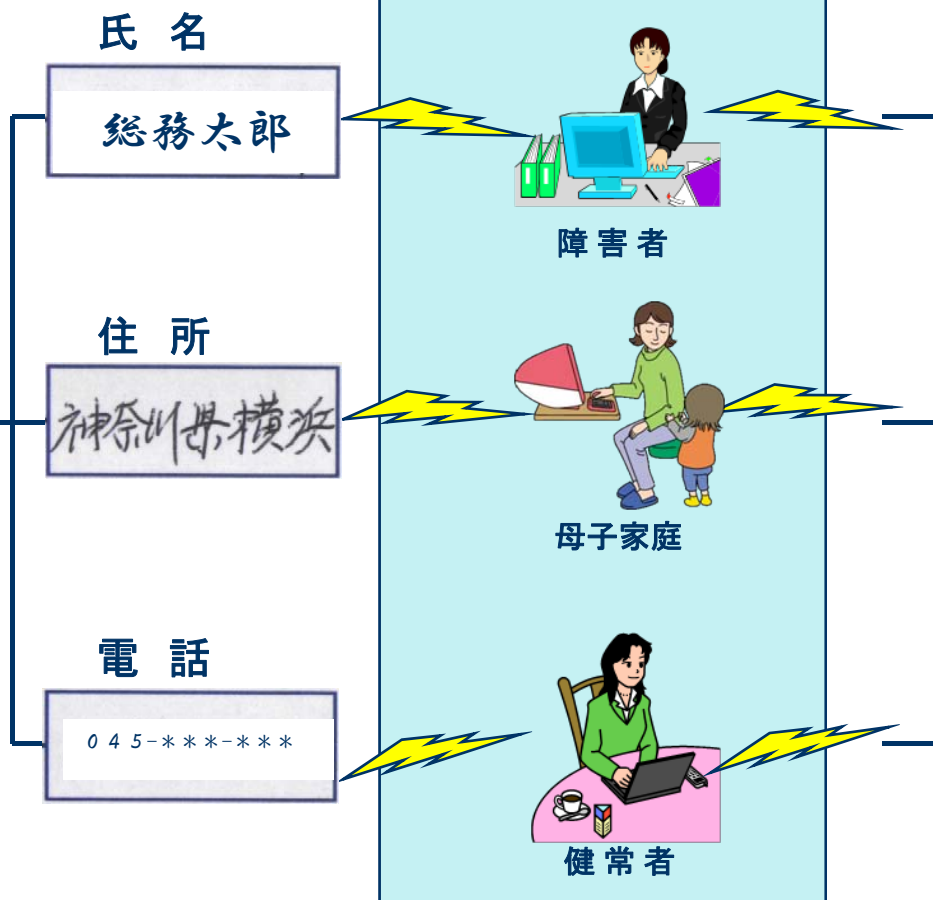 氏 名
総務太郎
障害者
住 所
神奈川県横浜
母子家庭
電 話
045-***-***
健常者